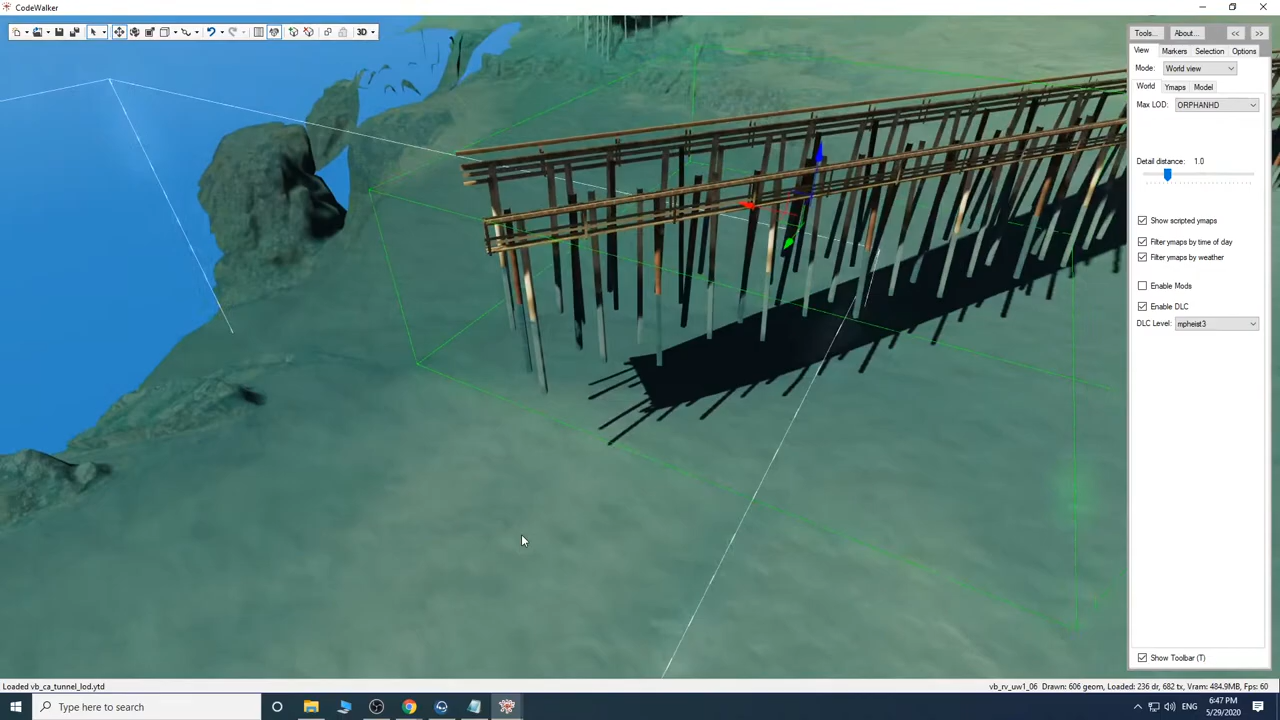 CodeWalker
3D
Tools... About... << >>
View Markers Selection Options
Mode: World view
World Ymaps Model
Max LOD: ORPHANHD
Detail distance: 1.0
Show scripted ymaps
Filter ymaps by time of day
Filter ymaps by weather
Enable Mods
Enable DLC
DLC Level: mpheist3
Show Toolbar (T)
Loaded vb_ca_tunnel_lod.ytd
vb_rv_uw1_06 Drawn: 606 geom, Loaded: 236 dr, 682 tx, Vram: 484.9MB, Fps: 60
Type here to search
ENG
6:47 PM
5/29/2020